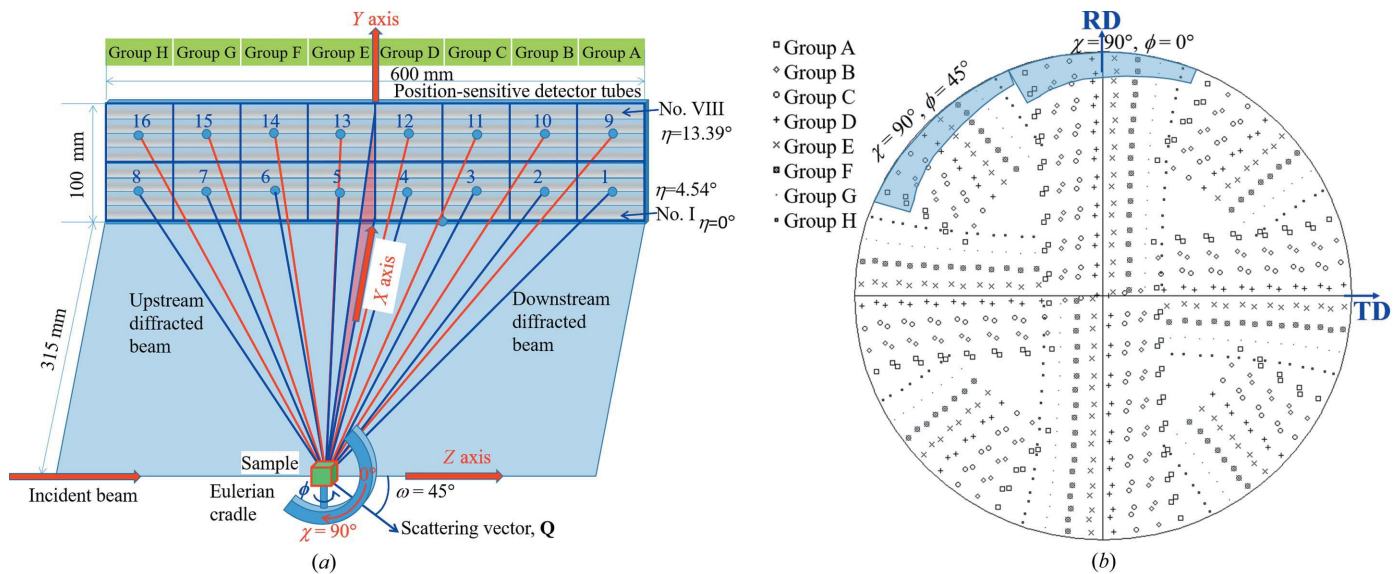 Y axis
Group H Group G Group F Group E Group D Group C Group B Group A
600 mm
Position-sensitive detector tubes
No. VIII
16 15 14 13 12 11 10 9
η=13.39°
100 mm
8 7 6 5 4 3 2 1
η=4.54°
No. I
η=0°
X axis
Upstream
diffracted
beam
Downstream
diffracted
beam
315 mm
Sample
Z axis
0°
Incident beam
Eulerian
cradle
ϕ
ω = 45°
χ = 90°
Scattering vector, Q
(a)
RD
χ = 90°, ϕ = 0°
χ = 90°, ϕ = 45°
Group A
Group B
Group C
Group D
Group E
Group F
Group G
Group H
TD
(b)